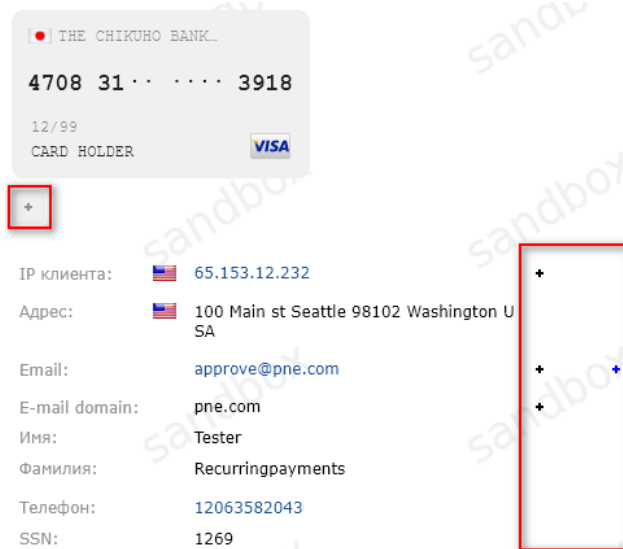 THE CHIKUHO BANK…
4708 31·· ···· 3918
12/99
CARD HOLDER
VISA
+
IP клиента: 65.153.12.232 +
Адрес: 100 Main st Seattle 98102 Washington U
SA
Email: approve@pne.com + +
E-mail domain: pne.com +
Имя: Tester
Фамилия: Recurringpayments
Телефон: 12063582043
SSN: 1269
sandbox
sandbox
sandbox
sandbox
sandbox
sandbox